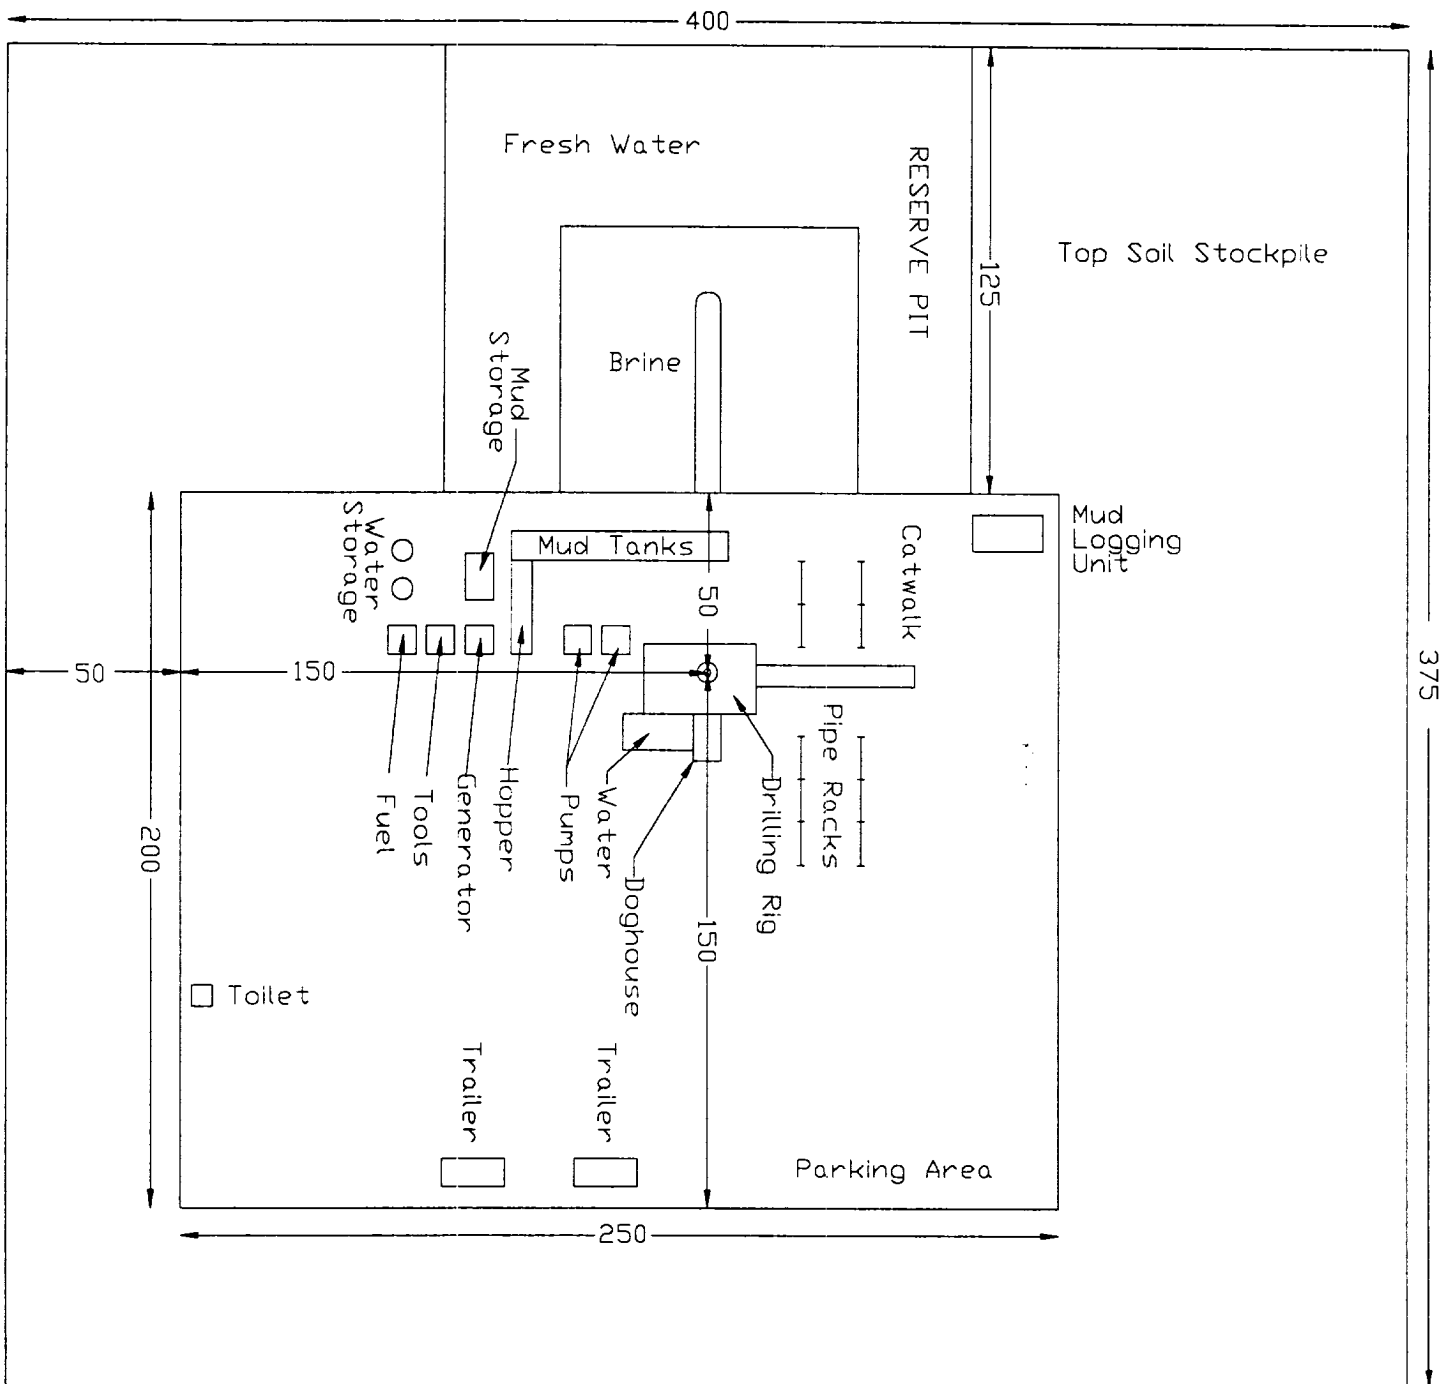 400
Fresh Water
RESERVE PIT
125
Top Soil Stockpile
Brine
Mud
Storage
Mud
Logging
Unit
Water
Storage
Mud Tanks
Catwalk
50
375
50
150
Pipe Racks
Drilling Rig
Fuel
Tools
Generator
Hopper
Pumps
Water
Doghouse
200
150
Toilet
Trailer
Trailer
Parking Area
250